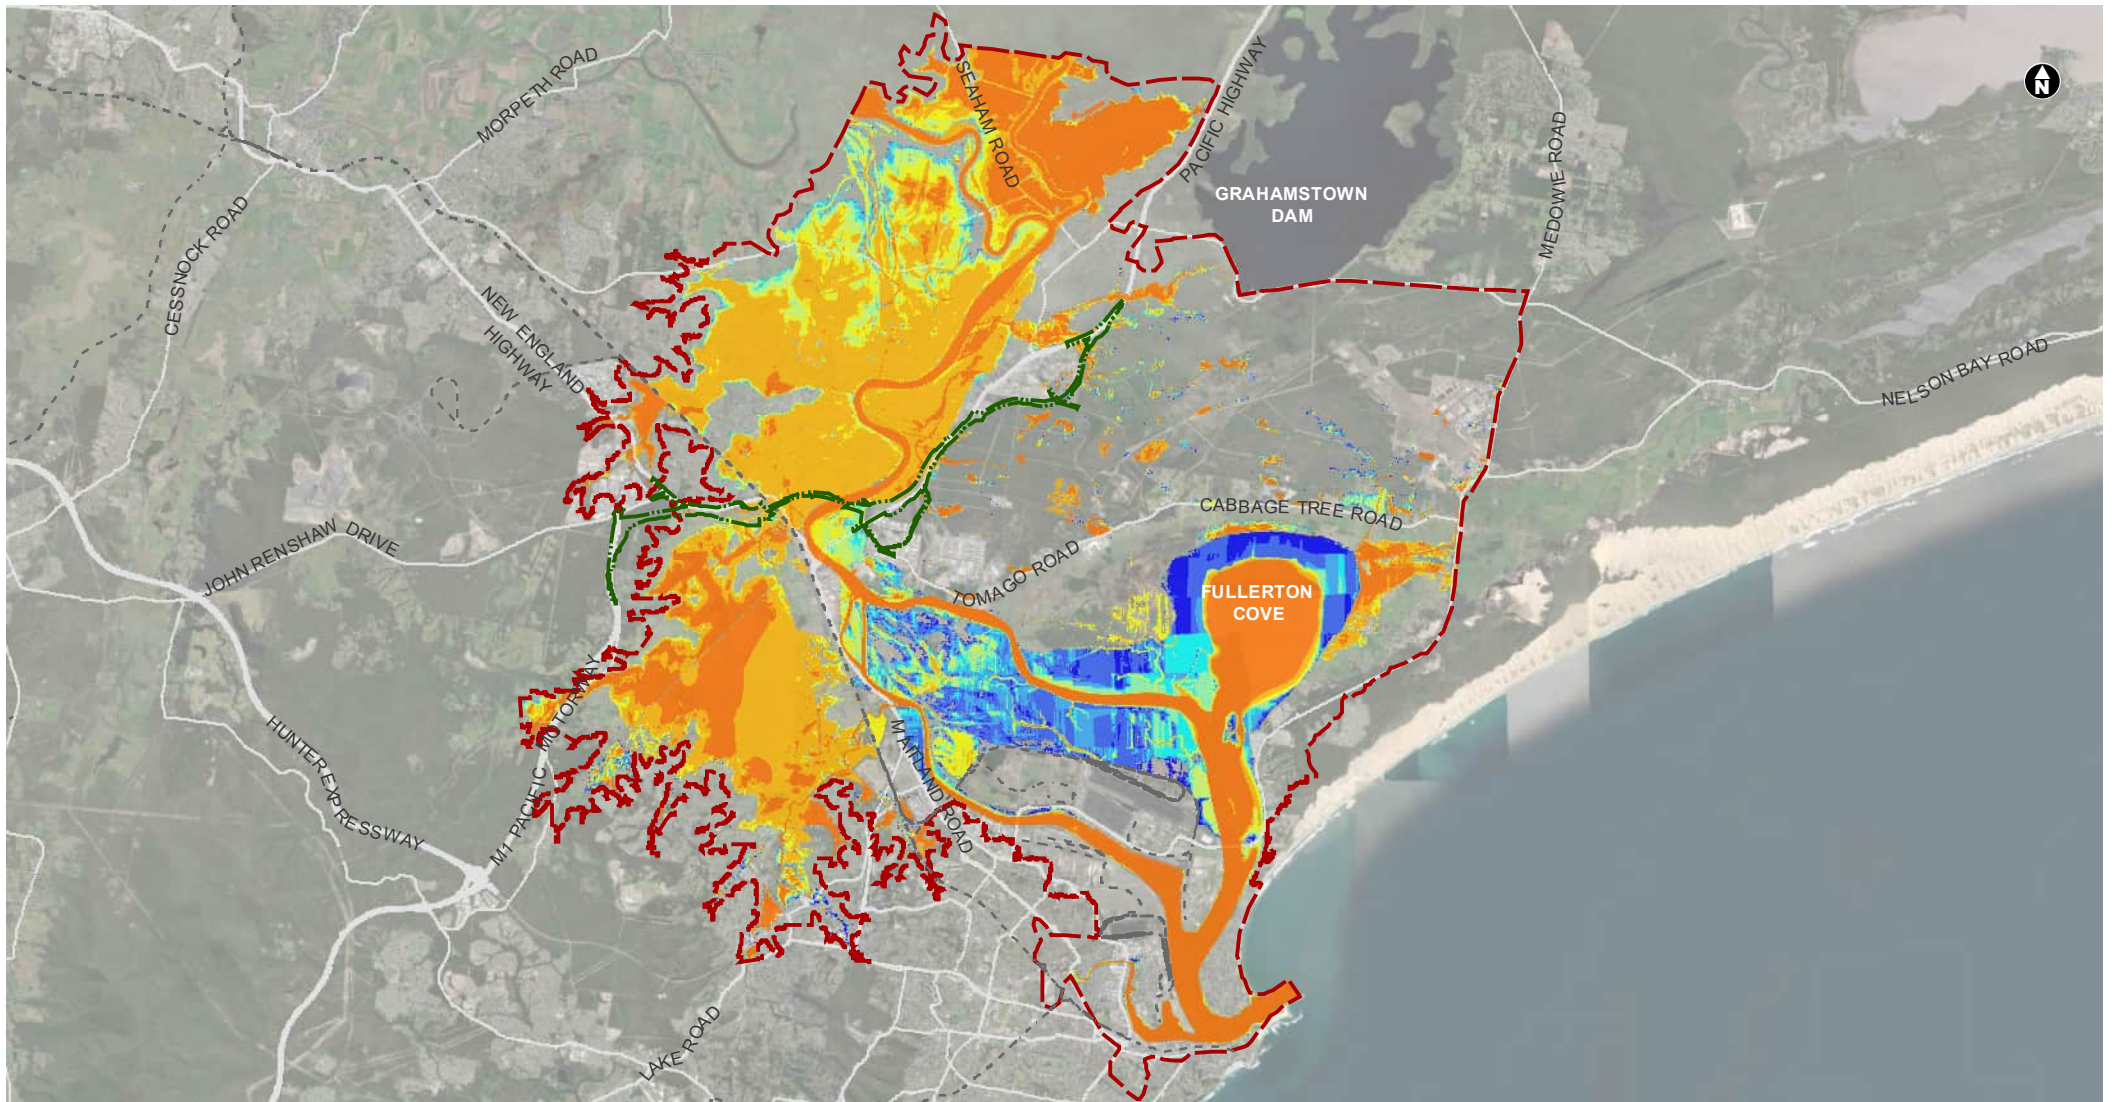 MORPETH ROAD
SEAHAM ROAD
PACIFIC HIGHWAY
N
GRAHAMSTOWN
DAM
MEDOWIE ROAD
CESSNOCK ROAD
NEW ENGLAND
HIGHWAY
NELSON BAY ROAD
CABBAGE TREE ROAD
JOHN RENSHAW DRIVE
TOMAGO ROAD
FULLERTON
COVE
HUNTER EXPRESSWAY
M1 PACIFIC MOTORWAY
MAITLAND ROAD
LAKE ROAD